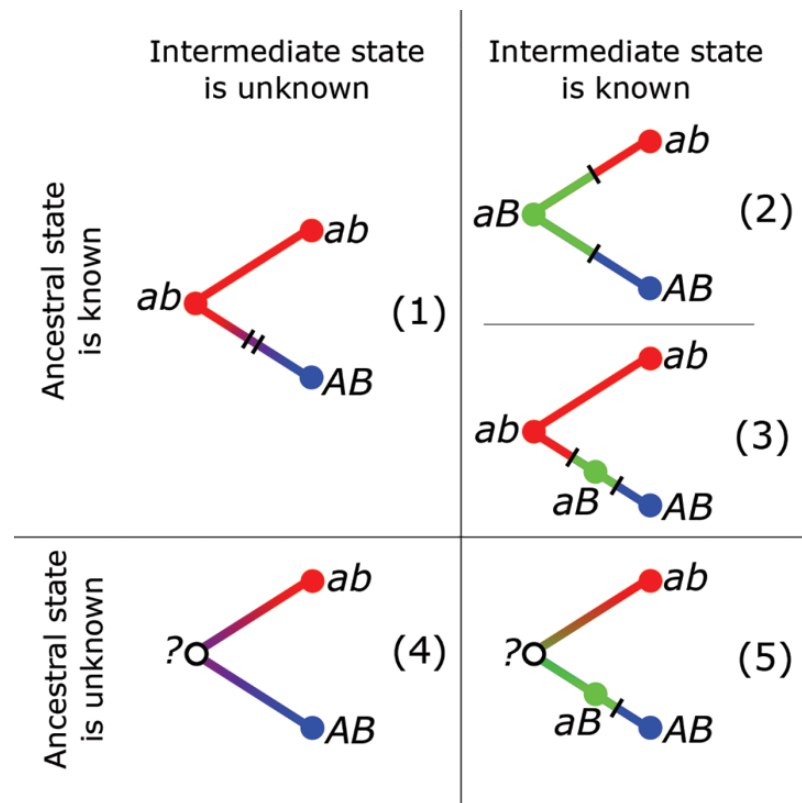 Intermediate state
is unknown
Intermediate state
is known
Ancestral state
is known
ab
ab
AB
(1)
ab
aB
AB
(2)
ab
ab
aB
AB
(3)
Ancestral state
is unknown
ab
?
AB
(4)
ab
?
aB
AB
(5)